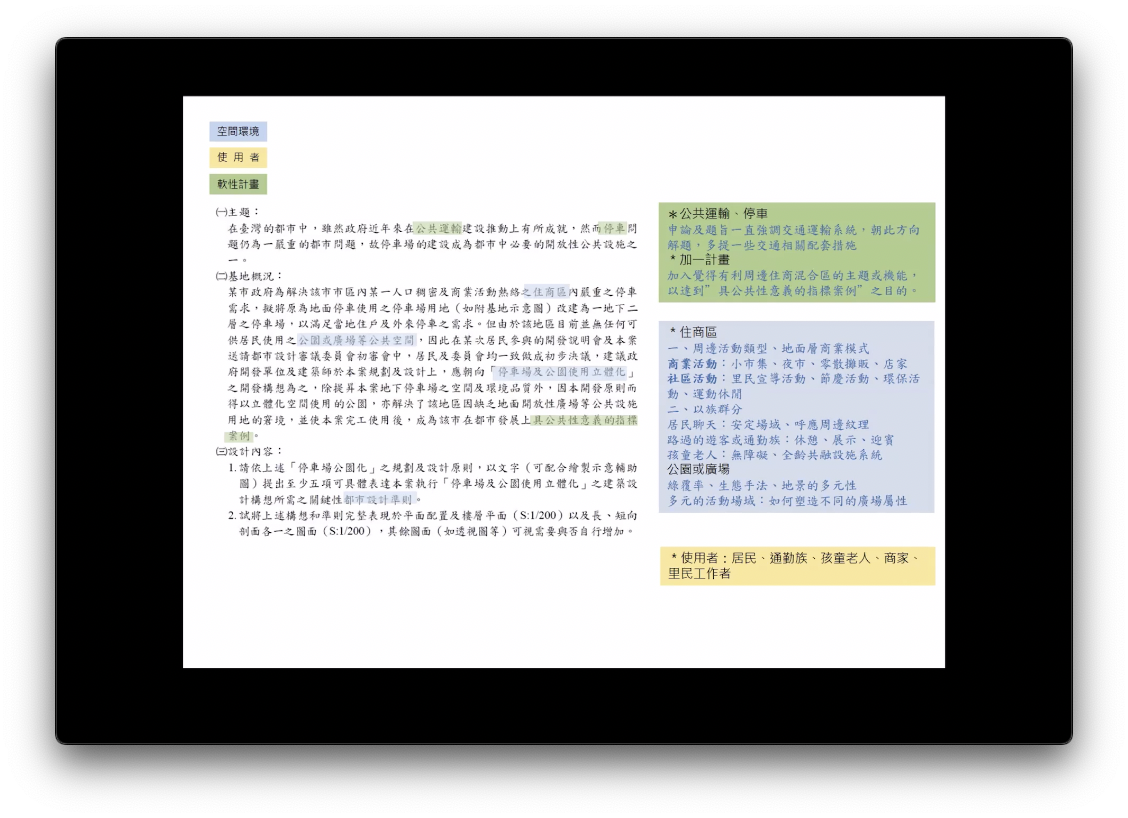 空間環境
使用者
軟性計畫
㈠主題：
在臺灣的都市中，雖然政府近年來在公共運輸建設推動上有所成就，然而停車問
題仍為一嚴重的都市問題，故停車場的建設成為都市中必要的開放性公共設施之
一。
㈡基地概況：
某市政府為解決該市市區內某一人口稠密及商業活動熱絡之住商區內嚴重之停車
需求，擬將原為地面停車使用之停車場用地（如附基地示意圖）改建為一地下二
層之停車場，以滿足當地住戶及外來停車之需求。但由於該地區目前並無任何可
供居民使用之公園或廣場等公共空間，因此在某次居民參與的開發說明會及本案
送請都市設計審議委員會初審會中，居民及委員會均一致做成初步決議，建議政
府開發單位及建築師於本案規劃及設計上，應朝向「停車場及公園使用立體化」
之開發構想為之，除提昇本案地下停車場之空間及環境品質外，因本開發原則而
得以立體化空間使用的公園，亦解決了該地區因缺乏地面開放性廣場等公共設施
用地的窘境，並使本案完工使用後，成為該市在都市發展上具公共性意義的指標
案例。
㈢設計內容：
1.請依上述「停車場公園化」之規劃及設計原則，以文字（可配合繪製示意輔助
圖）提出至少五項可具體表達本案執行「停車場及公園使用立體化」之建築設
計構想所需之關鍵性都市設計準則。
2.試將上述構想和準則完整表現於平面配置及樓層平面（S:1/200）以及長、短向
剖面各一之圖面（S:1/200），其餘圖面（如透視圖等）可視需要與否自行增加。
＊公共運輸、停車
申論及題旨一直強調交通運輸系統，朝此方向
解題，多提一些交通相關配套措施
*加一計畫
加入覺得有利周邊住商混合區的主題或機能，
以達到”具公共性意義的指標案例”之目的。
*住商區
一、周邊活動類型、地面層商業模式
商業活動：小市集、夜市、零散攤販、店家
社區活動：里民宣導活動、節慶活動、環保活
動、運動休閒
二、以族群分
居民聊天：安定場域、呼應周邊紋理
路過的遊客或通勤族：休憩、展示、迎賓
孩童老人：無障礙、全齡共融設施系統
公園或廣場
綠覆率、生態手法、地景的多元性
多元的活動場域：如何塑造不同的廣場屬性
*使用者：居民、通勤族、孩童老人、商家、
里民工作者